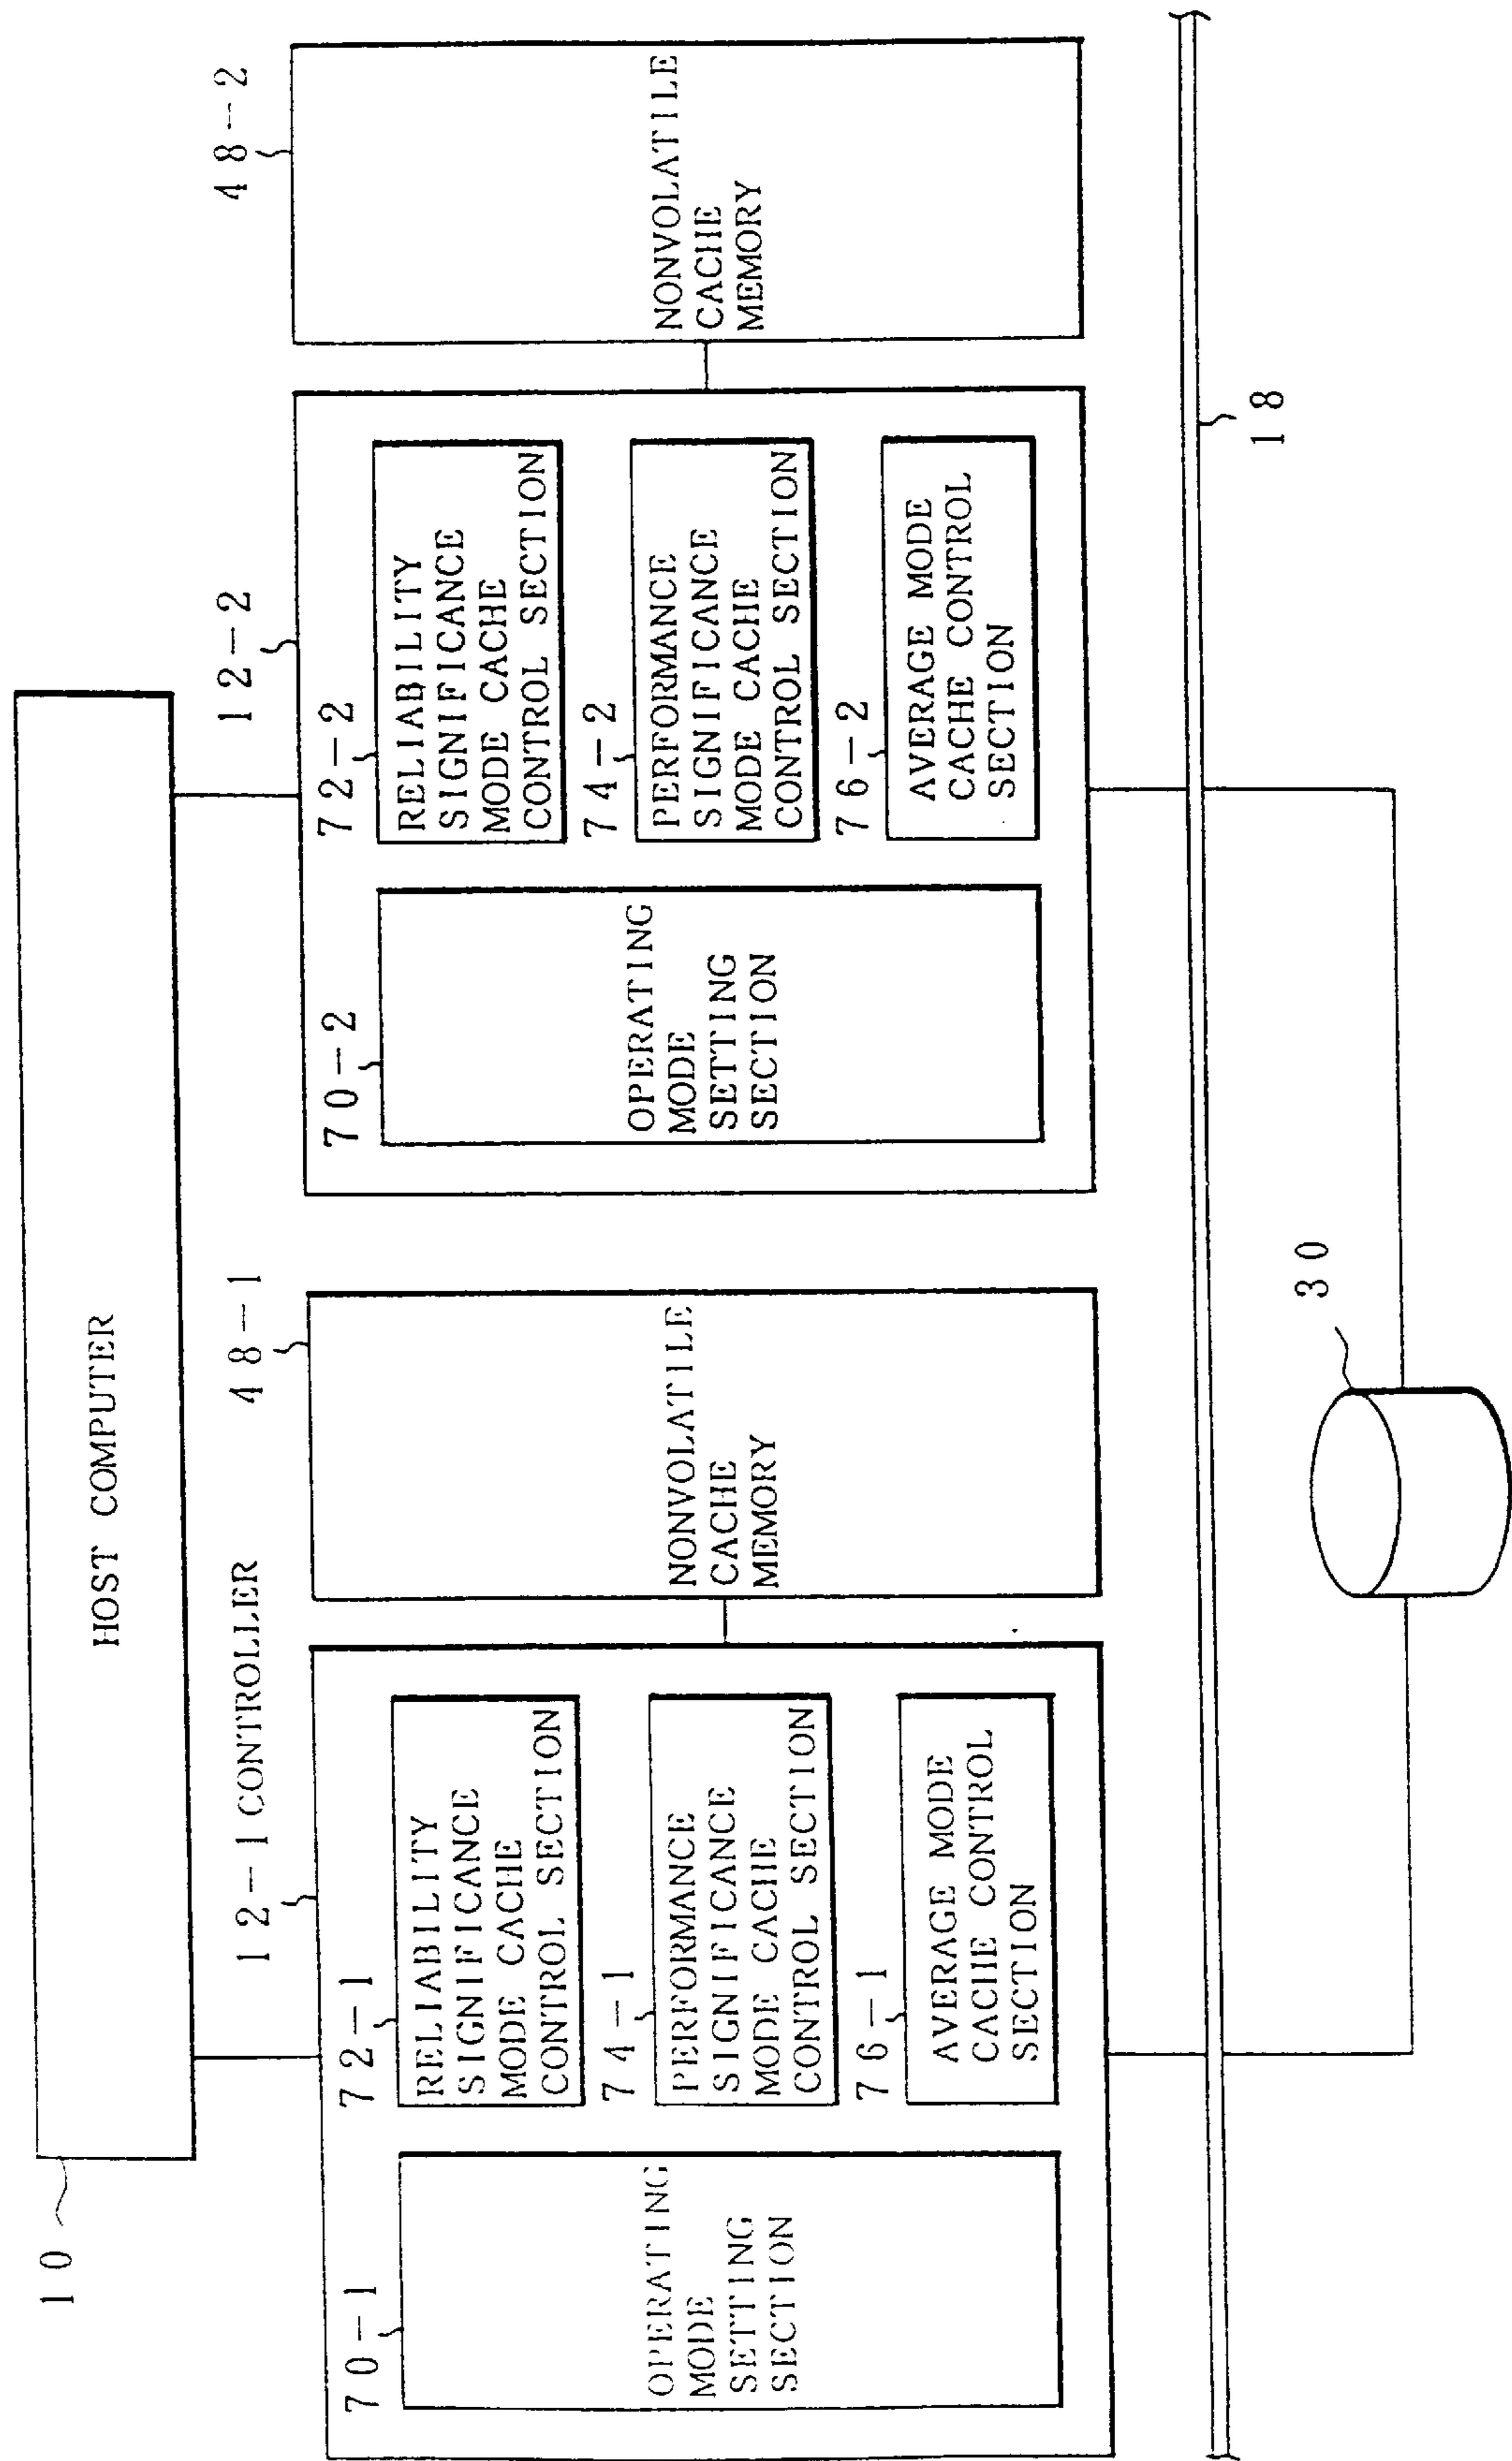 10
HOST COMPUTER
12-1 CONTROLLER
70-1
OPERATING
MODE
SETTING
SECTION
72-1
RELIABILITY
SIGNIFICANCE
MODE CACHE
CONTROL SECTION
74-1
PERFORMANCE
SIGNIFICANCE
MODE CACHE
CONTROL SECTION
76-1
AVERAGE MODE
CACHE CONTROL
SECTION
48-1
NONVOLATILE
CACHE
MEMORY
12-2
70-2
OPERATING
MODE
SETTING
SECTION
72-2
RELIABILITY
SIGNIFICANCE
MODE CACHE
CONTROL SECTION
74-2
PERFORMANCE
SIGNIFICANCE
MODE CACHE
CONTROL SECTION
76-2
AVERAGE MODE
CACHE CONTROL
SECTION
48-2
NONVOLATILE
CACHE
MEMORY
18
30